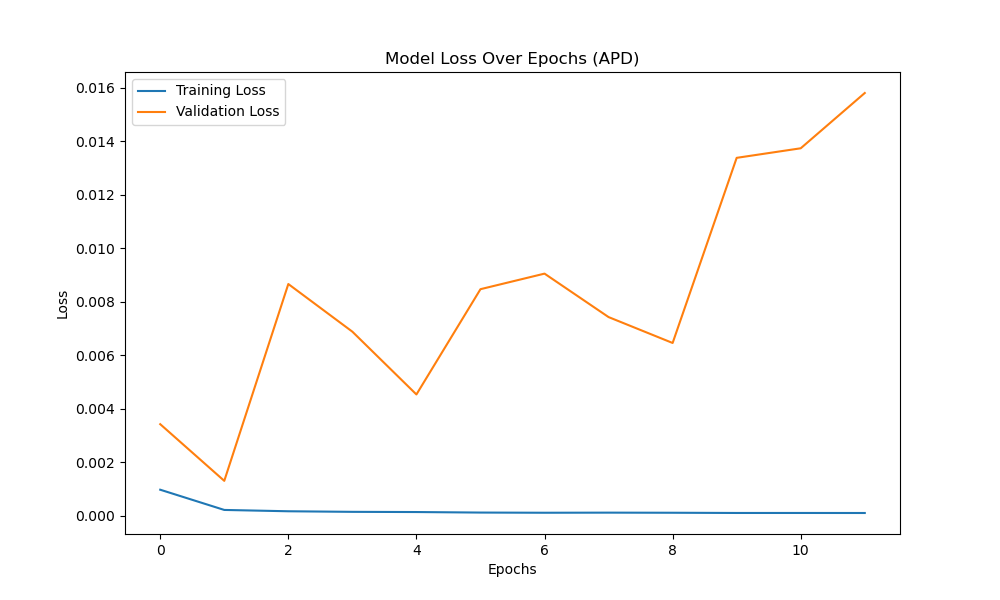 Model Loss Over Epochs (APD)
Training Loss
Validation Loss
0.016
0.014
0.012
0.010
0.008
0.006
0.004
0.002
0.000
Loss
0 2 4 6 8 10
Epochs